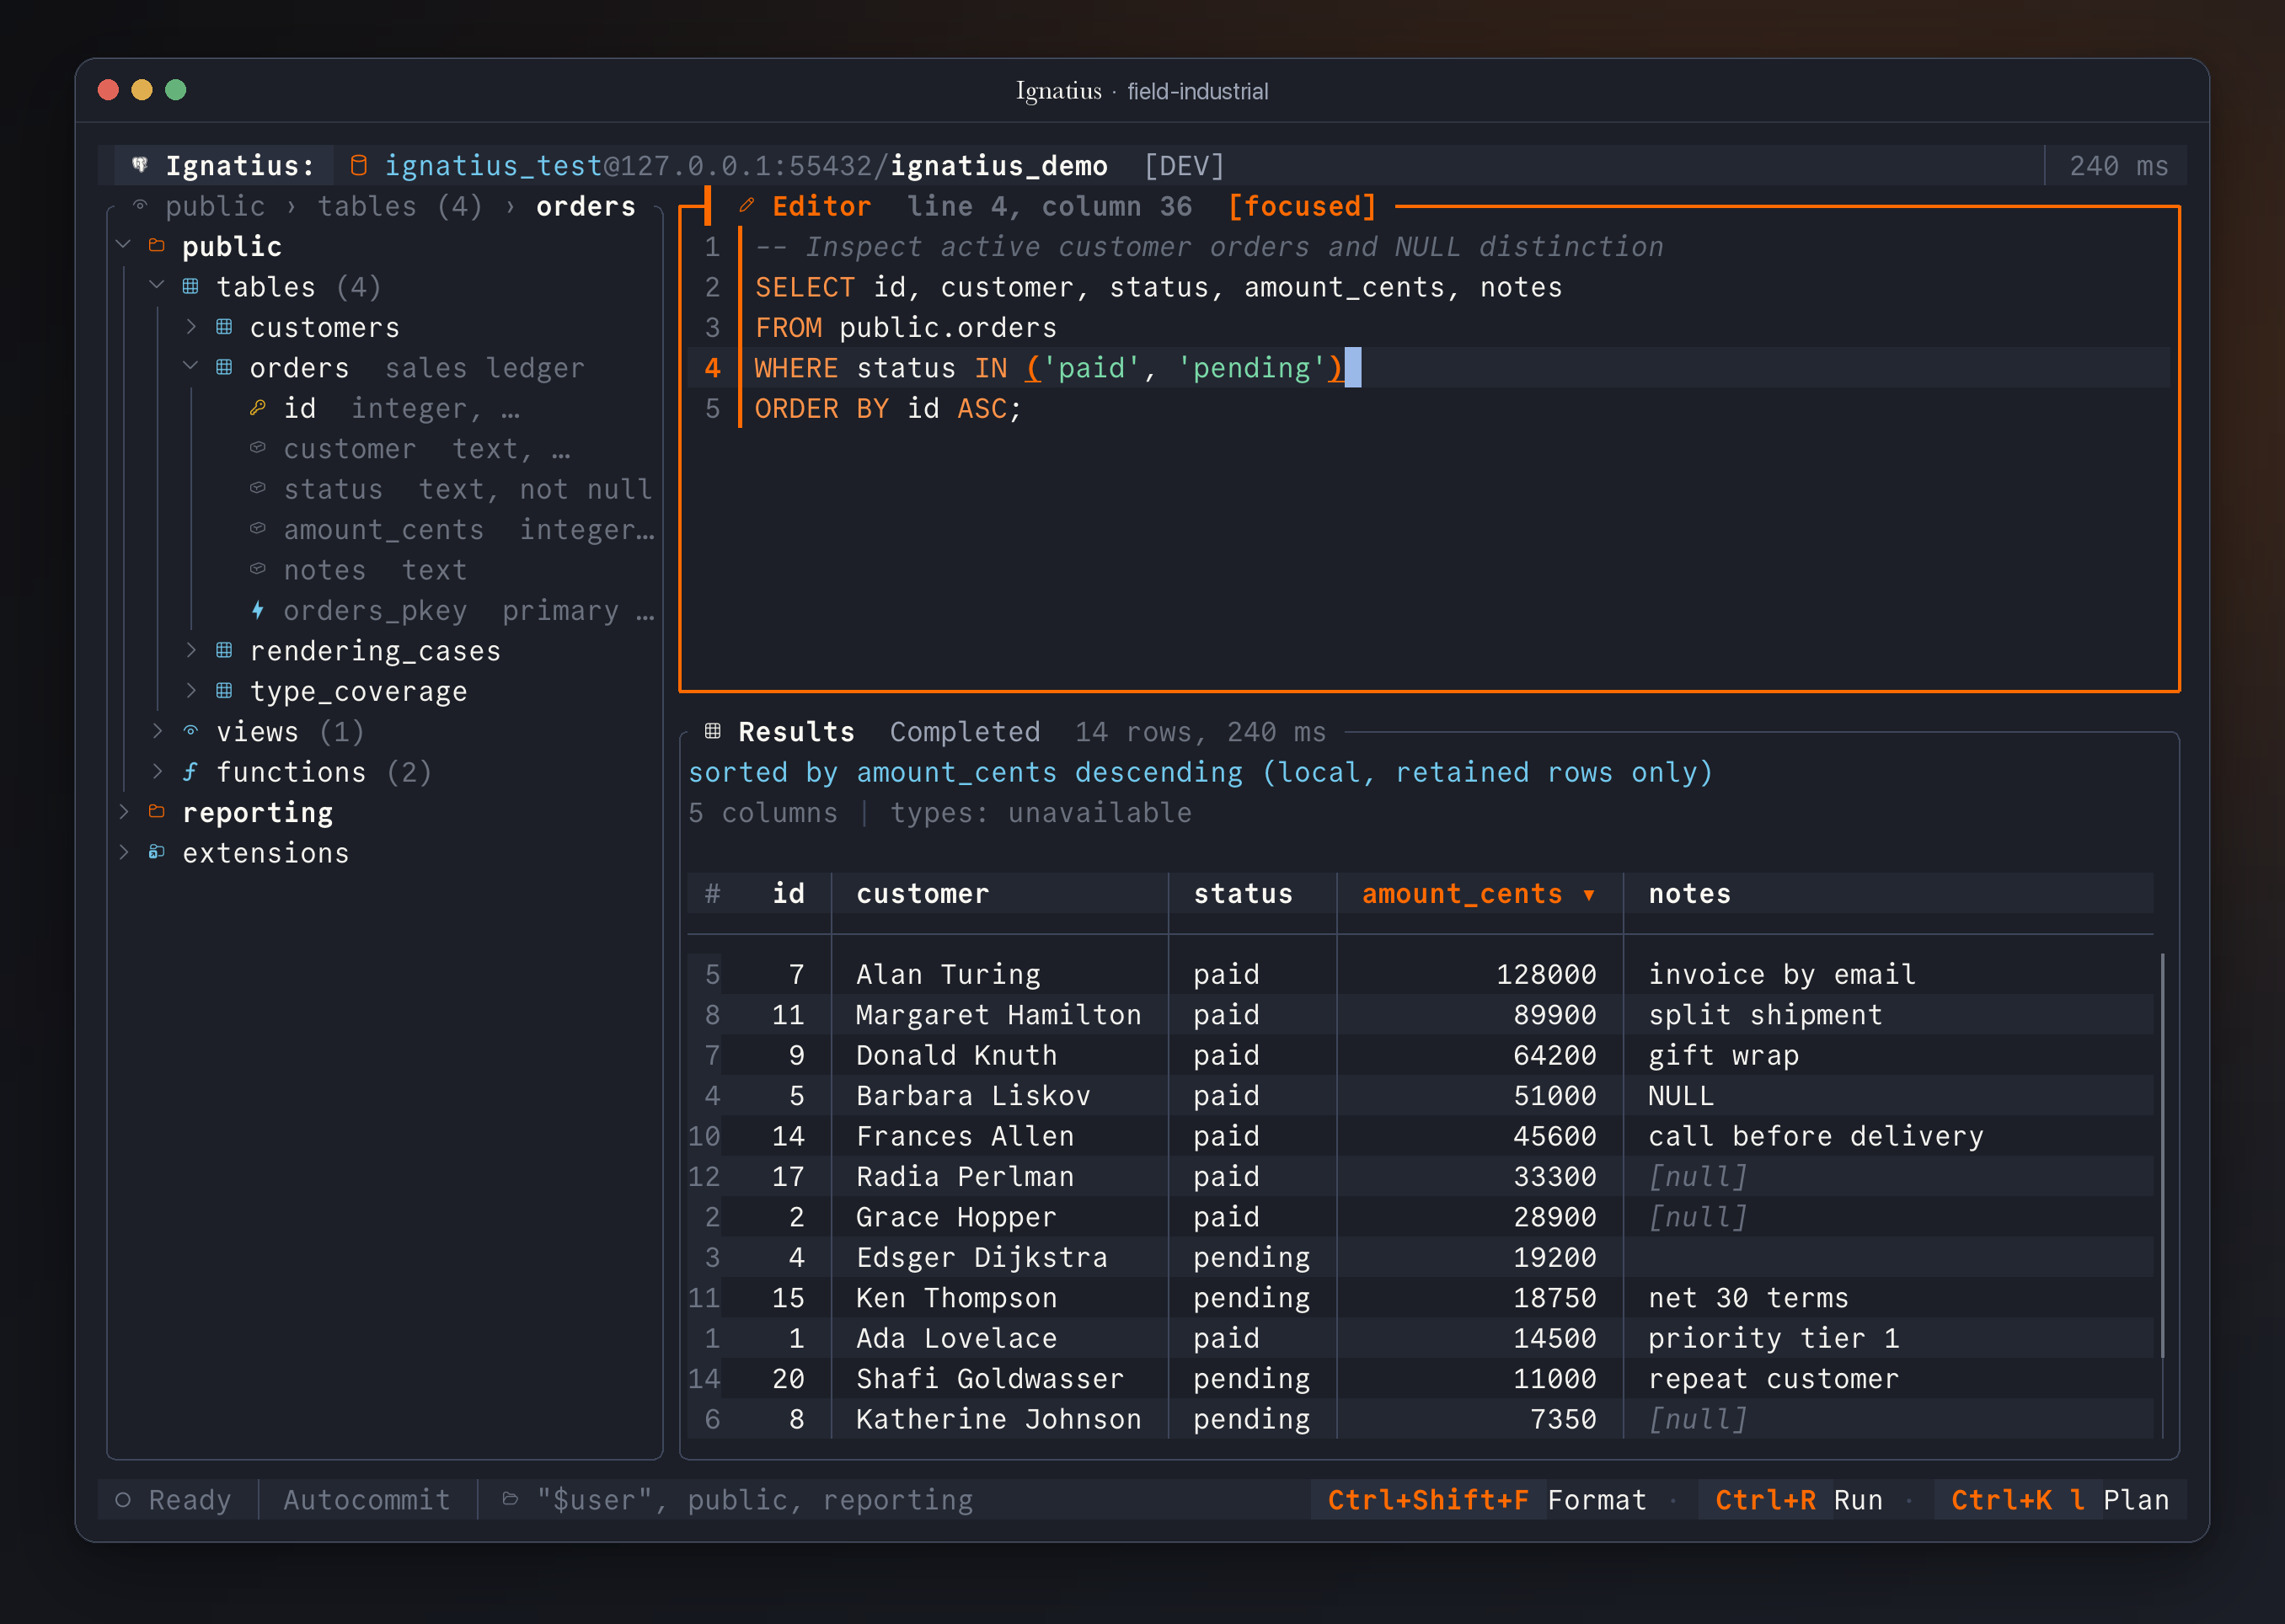 Ignatius · field-industrial
Ignatius: ignatius_test@127.0.0.1:55432/ignatius_demo [DEV] 240 ms
public › tables (4) › orders
public
tables (4)
customers
orders sales ledger
id integer, …
customer text, …
status text, not null
amount_cents integer…
notes text
orders_pkey primary …
rendering_cases
type_coverage
views (1)
functions (2)
reporting
extensions
Editor line 4, column 36 [focused]
1 -- Inspect active customer orders and NULL distinction
2 SELECT id, customer, status, amount_cents, notes
3 FROM public.orders
4 WHERE status IN ('paid', 'pending')
5 ORDER BY id ASC;
Results Completed 14 rows, 240 ms
sorted by amount_cents descending (local, retained rows only)
5 columns | types: unavailable
# id customer status amount_cents ▾ notes
5 7 Alan Turing paid 128000 invoice by email
8 11 Margaret Hamilton paid 89900 split shipment
7 9 Donald Knuth paid 64200 gift wrap
4 5 Barbara Liskov paid 51000 NULL
10 14 Frances Allen paid 45600 call before delivery
12 17 Radia Perlman paid 33300 [null]
2 2 Grace Hopper paid 28900 [null]
3 4 Edsger Dijkstra pending 19200
11 15 Ken Thompson pending 18750 net 30 terms
1 1 Ada Lovelace paid 14500 priority tier 1
14 20 Shafi Goldwasser pending 11000 repeat customer
6 8 Katherine Johnson pending 7350 [null]
Ready Autocommit "$user", public, reporting Ctrl+Shift+F Format · Ctrl+R Run · Ctrl+K l Plan